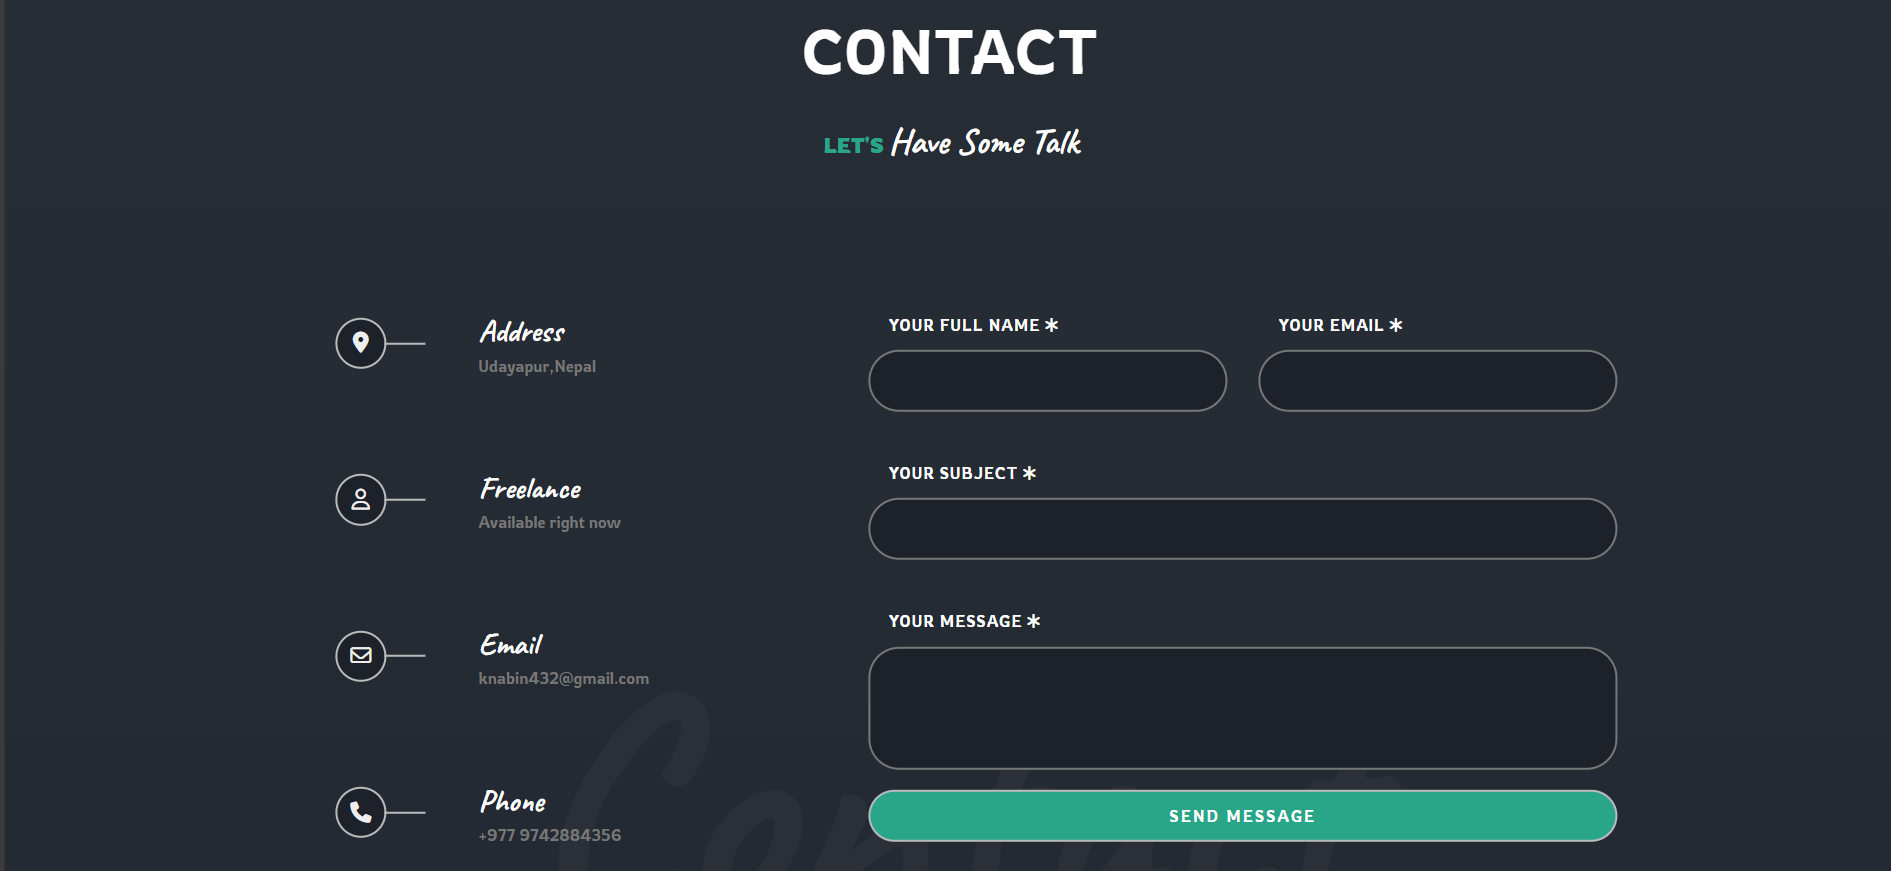 CONTACT
LET'S Have Some Talk
Address
Udayapur,Nepal
Freelance
Available right now
Email
knabin432@gmail.com
Phone
+977 9742884356
YOUR FULL NAME *
YOUR EMAIL *
YOUR SUBJECT *
YOUR MESSAGE *
SEND MESSAGE
Contact